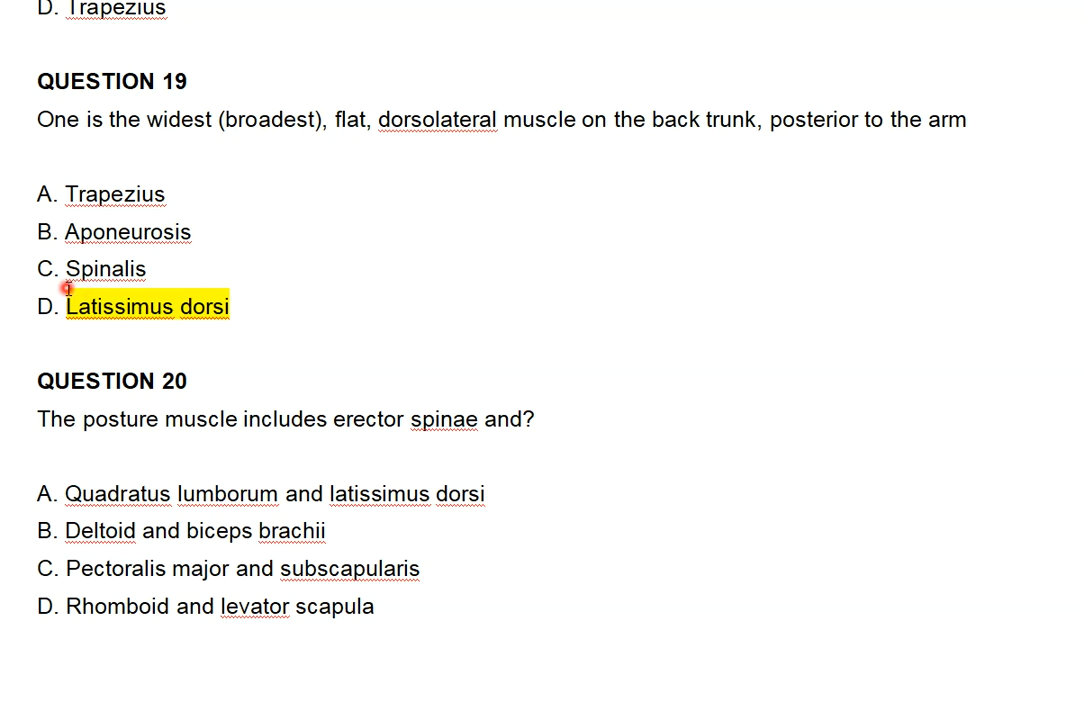 D. Trapezius
QUESTION 19
One is the widest (broadest), flat, dorsolateral muscle on the back trunk, posterior to the arm
A. Trapezius
B. Aponeurosis
C. Spinalis
D. Latissimus dorsi
QUESTION 20
The posture muscle includes erector spinae and?
A. Quadratus lumborum and latissimus dorsi
B. Deltoid and biceps brachii
C. Pectoralis major and subscapularis
D. Rhomboid and levator scapula